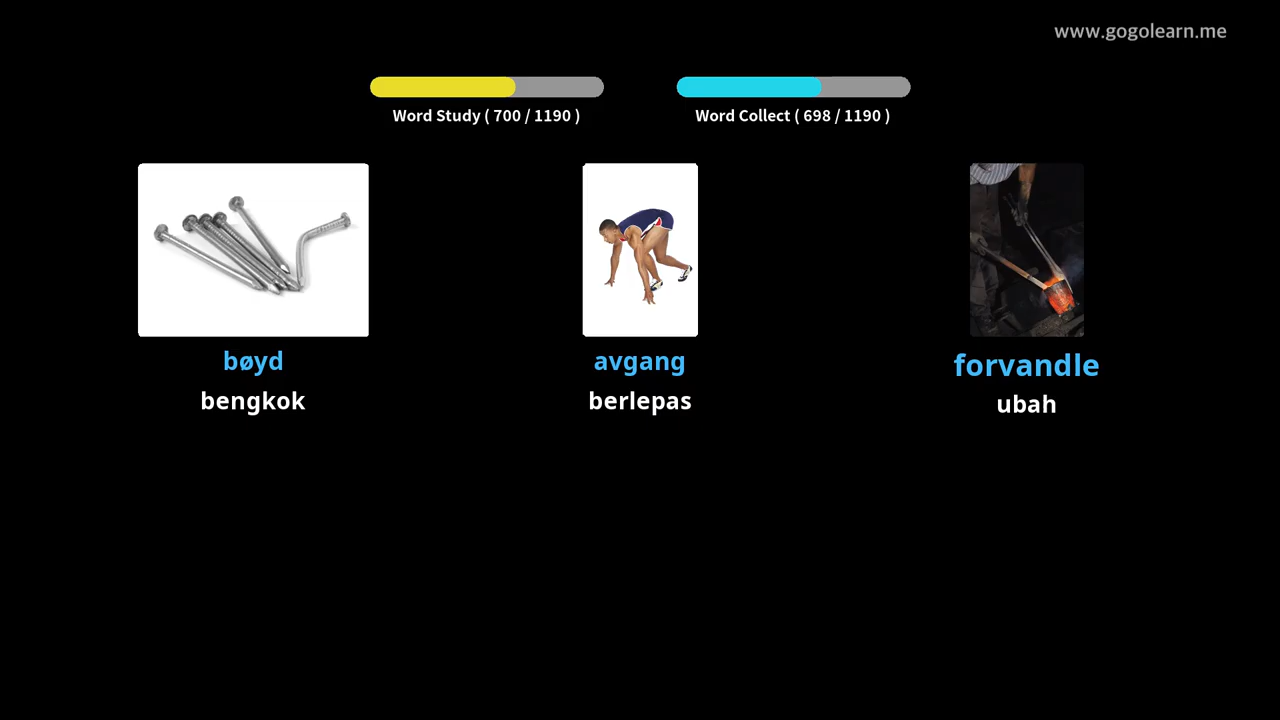 www.gogolearn.me
Word Study ( 700 / 1190 )
Word Collect ( 698 / 1190 )
bøyd
bengkok
avgang
berlepas
forvandle
ubah